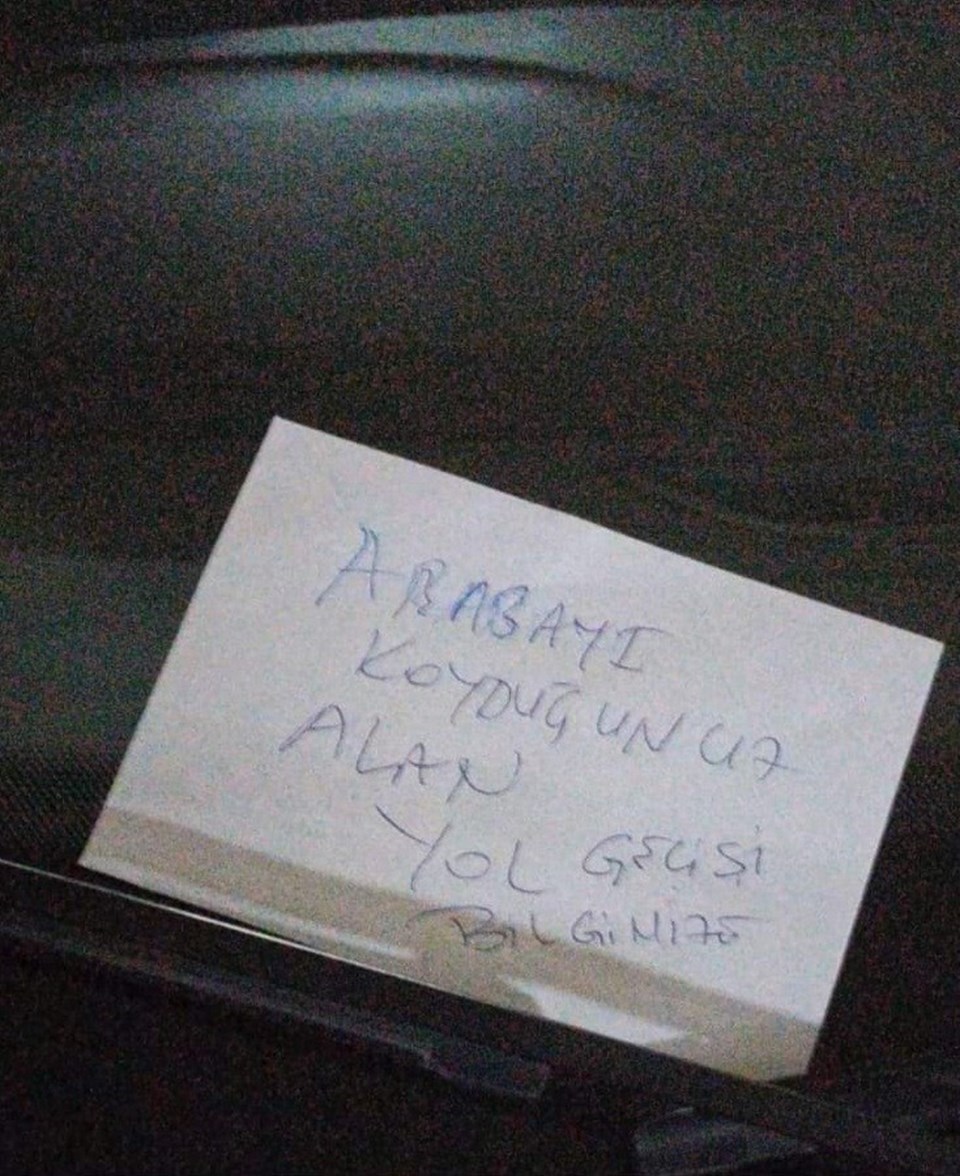 ARABAYI
KOYDUĞUNUZ
ALAN
YOL GEÇİŞİ
BİLGİNİZE